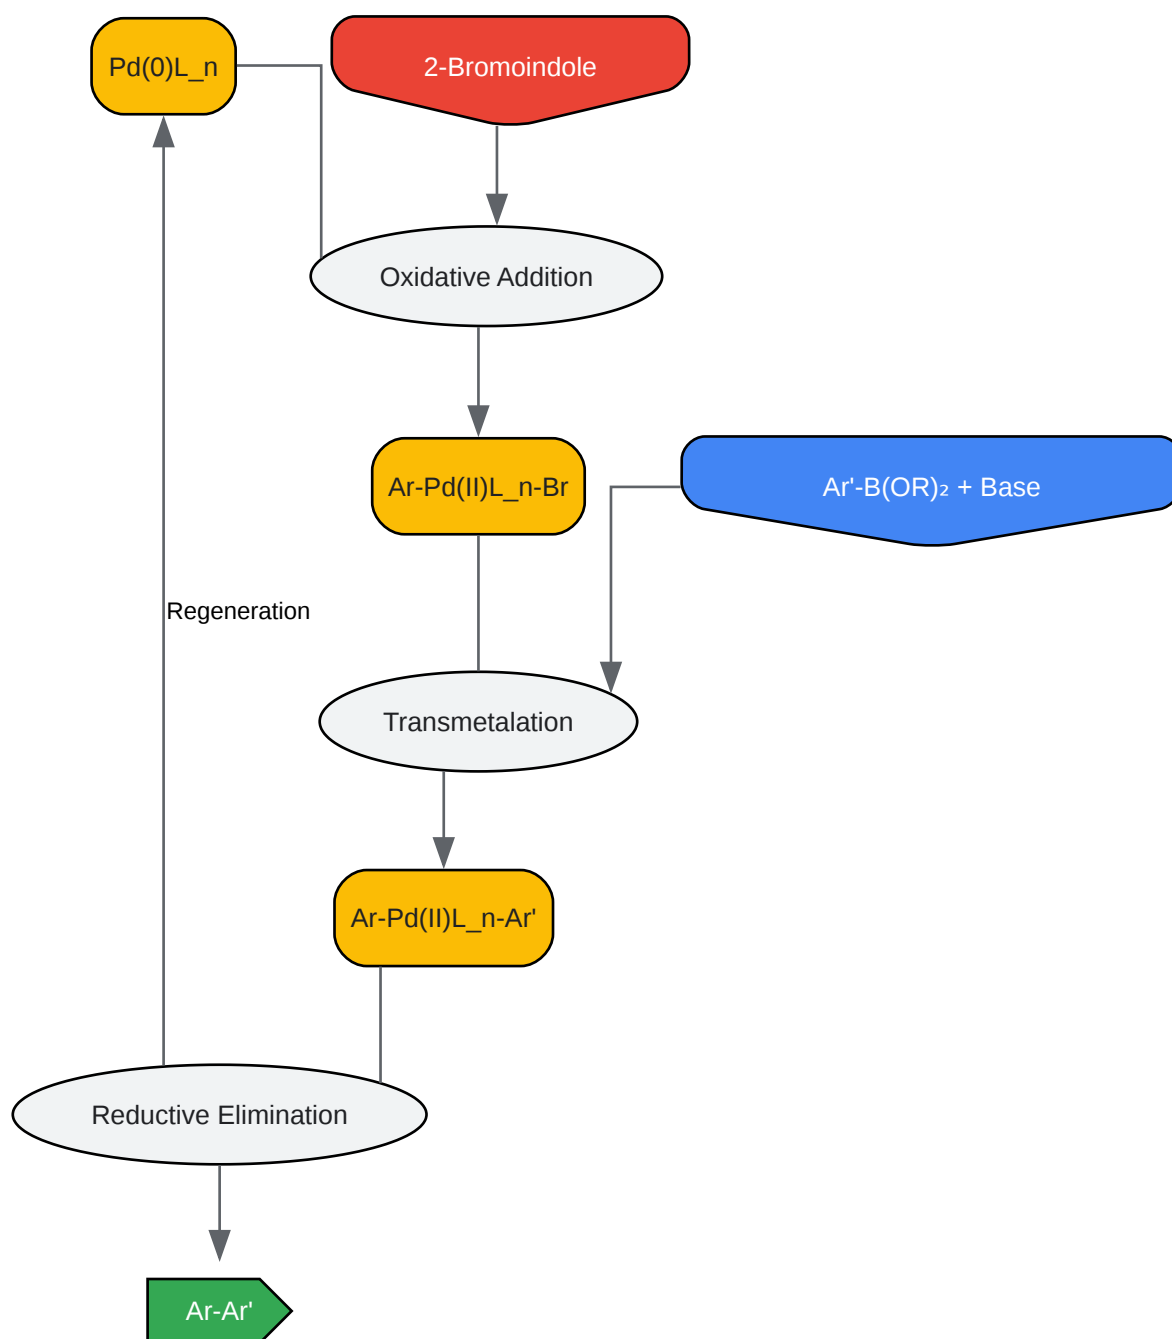 Pd(0)L_n
2-Bromoindole
Oxidative Addition
Ar-Pd(II)L_n-Br
Ar'-B(OR)₂ + Base
Regeneration
Transmetalation
Ar-Pd(II)L_n-Ar'
Reductive Elimination
Ar-Ar'